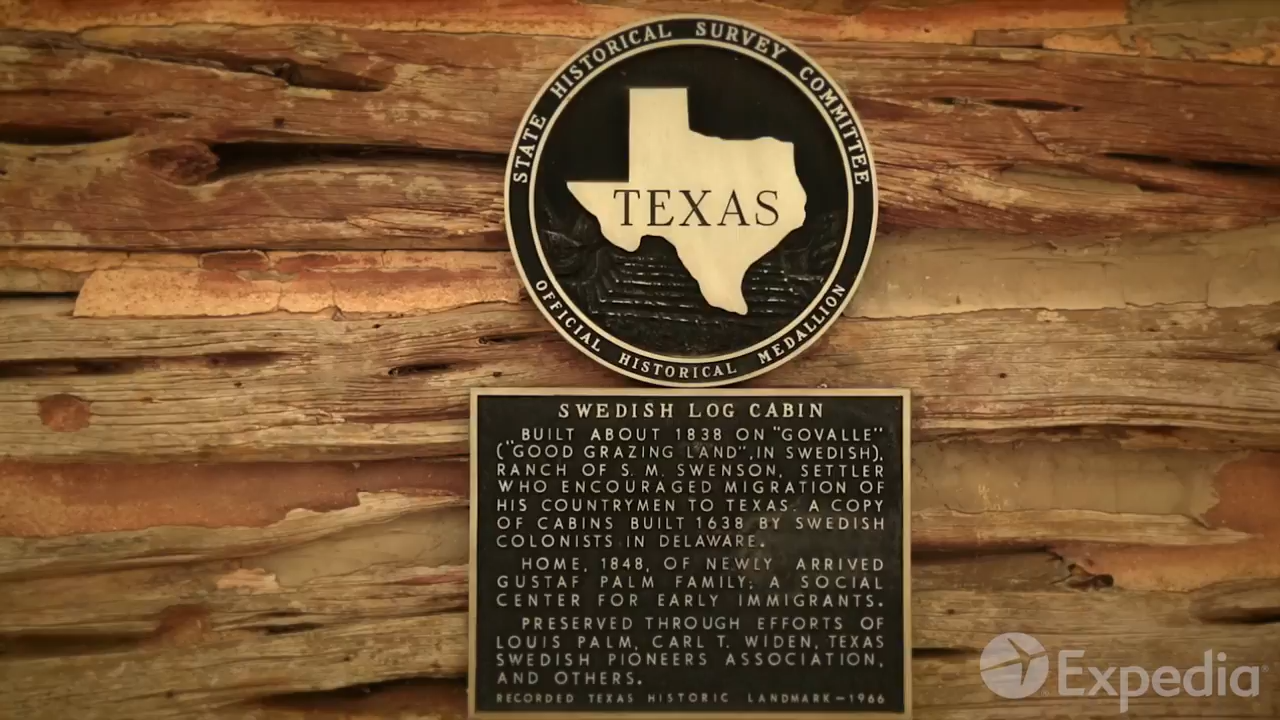 STATE HISTORICAL SURVEY COMMITTEE
TEXAS
OFFICIAL HISTORICAL MEDALLION
SWEDISH LOG CABIN
BUILT ABOUT 1838 ON "GOVALLE"
("GOOD GRAZING LAND", IN SWEDISH),
RANCH OF S. M. SWENSON, SETTLER
WHO ENCOURAGED MIGRATION OF
HIS COUNTRYMEN TO TEXAS. A COPY
OF CABINS BUILT 1638 BY SWEDISH
COLONISTS IN DELAWARE.
HOME, 1848, OF NEWLY ARRIVED
GUSTAF PALM FAMILY; A SOCIAL
CENTER FOR EARLY IMMIGRANTS.
PRESERVED THROUGH EFFORTS OF
LOUIS PALM, CARL T. WIDEN, TEXAS
SWEDISH PIONEERS ASSOCIATION,
AND OTHERS.
RECORDED TEXAS HISTORIC LANDMARK—1966
Expedia